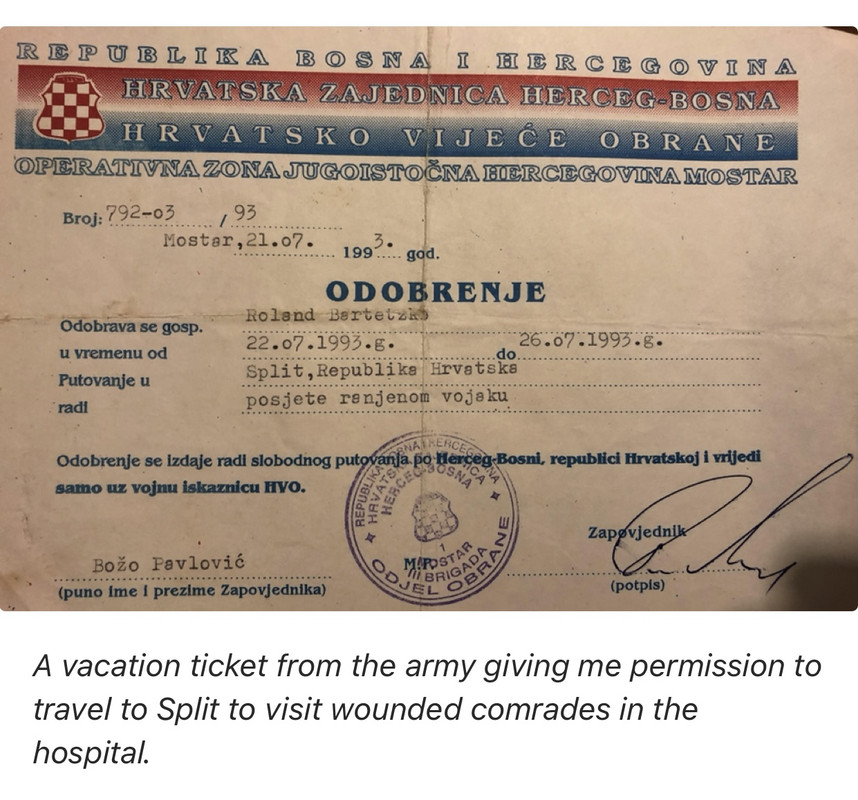 REPUBLIKA BOSNA I HERCEGOVINA
HRVATSKA ZAJEDNICA HERCEG-BOSNA
HRVATSKO VIJEĆE OBRANE
OPERATIVNA ZONA JUGOISTOČNA HERCEGOVINA MOSTAR
Broj: 792-03 / 93
Mostar, 21.07. 1993. god.
ODOBRENJE
Odobrava se gosp. Roland Bartetzko
u vremenu od 22.07.1993.g. do 26.07.1993.g.
Putovanje u Split, Republika Hrvatska
radi posjete ranjenom vojaku
Odobrenje se izdaje radi slobodnog putovanja po Herceg-Bosni, republici Hrvatskoj i vrijedi
samo uz vojnu iskaznicu HVO.
REPUBLIKA BOSNA I HERCEGOVINA
HRVATSKA
HERCEG-BOSNA
1
MOSTAR
III BRIGADA
ODJEL OBRANE
Zapovjednik
Božo Pavlović
M.P.
(puno ime i prezime Zapovjednika) (potpis)
A vacation ticket from the army giving me permission to
travel to Split to visit wounded comrades in the
hospital.